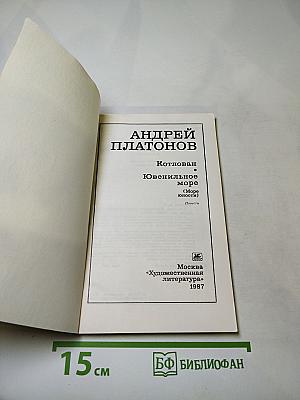 АНДРЕЙ
ПЛАТОНОВ
Котлован
•
Ювенильное
море
(Море
юности)
Повести
Москва
«Художественная
литература»
1987
15 см
БФ БИБЛИОФАН